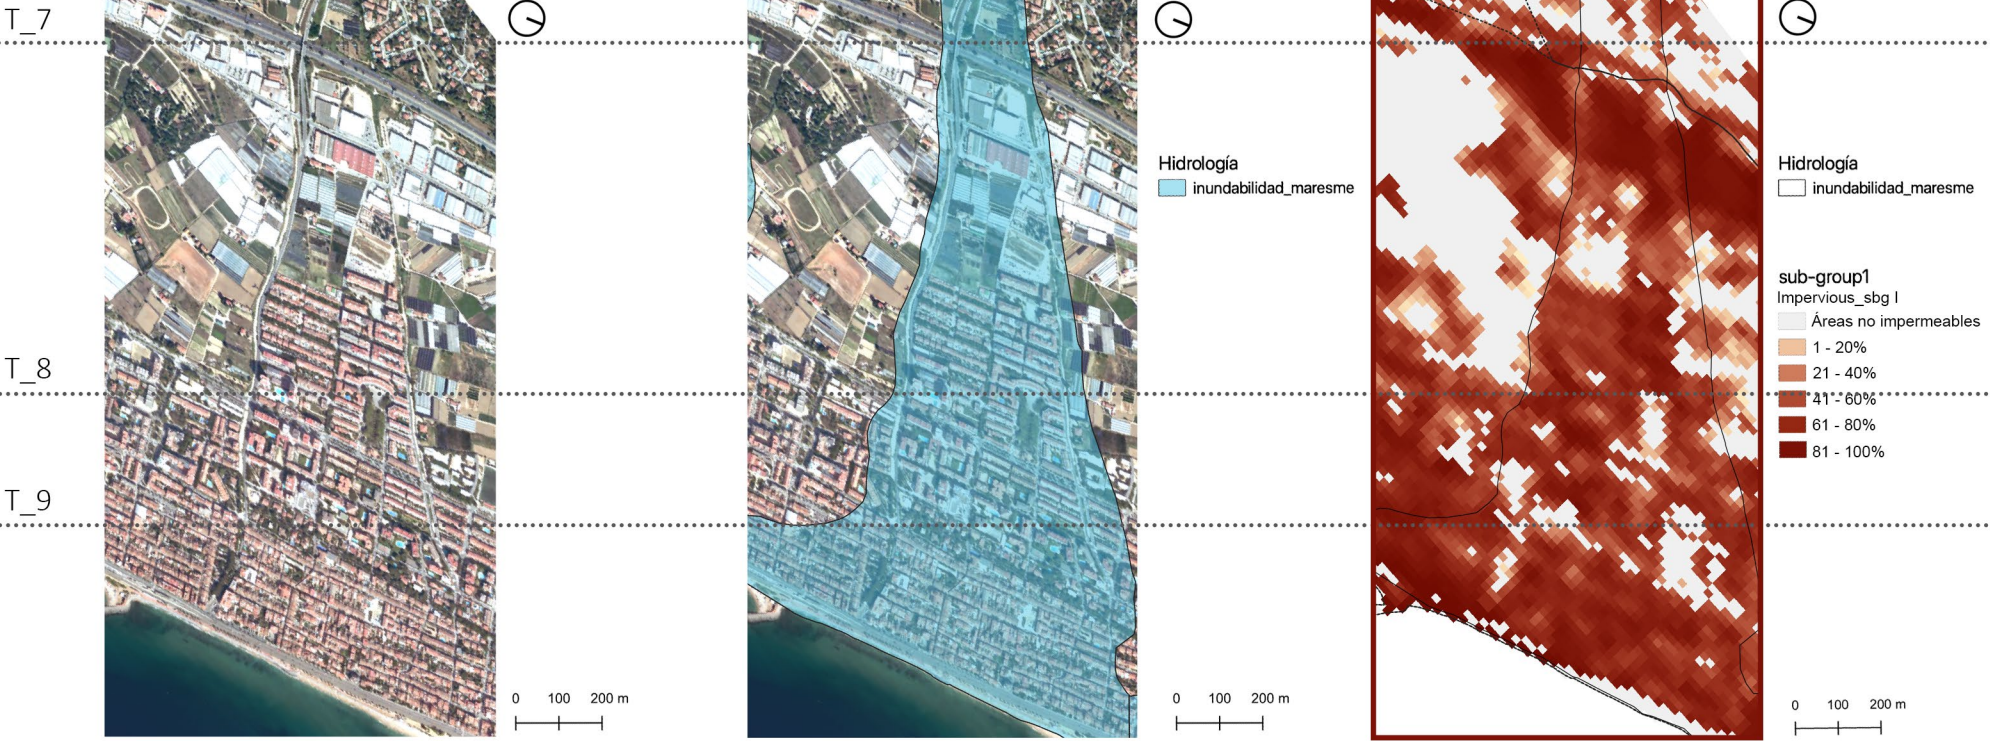 T_7
T_8
T_9
0 100 200 m
Hidrología
inundabilidad_maresme
0 100 200 m
Hidrología
inundabilidad_maresme
sub-group1
Impervious_sbg I
Áreas no impermeables
1 - 20%
21 - 40%
41 - 60%
61 - 80%
81 - 100%
0 100 200 m